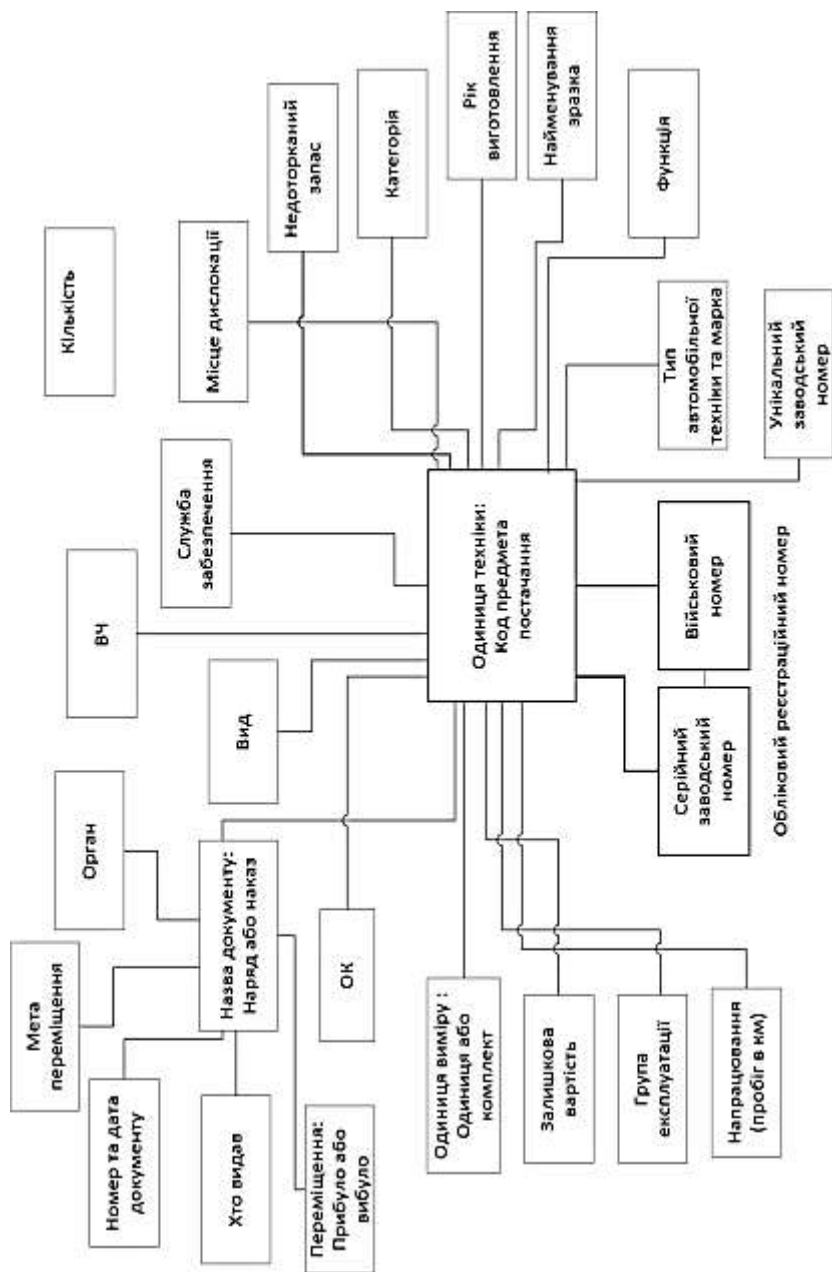 Номер та дата
документу
Мета
переміщення
Орган
ВЧ
Кількість
Хто видав
Назва документу:
Наряд або наказ
Вид
Служба
забезпечення
Місце дислокації
Недоторканий
запас
Переміщення:
Прибуло або
вибуло
ОК
Категорія
Одиниця виміру :
Одиниця або
комплект
Одиниця техніки:
Код предмета
постачання
Рік
виготовлення
Найменування
зразка
Залишкова
вартість
Функція
Група
експлуатації
Тип
автомобільної
техніки та марка
Напрацювання
(пробіг в км)
Серійний
заводський
номер
Військовий
номер
Унікальний
заводський
номер
Обліковий реєстраційний номер